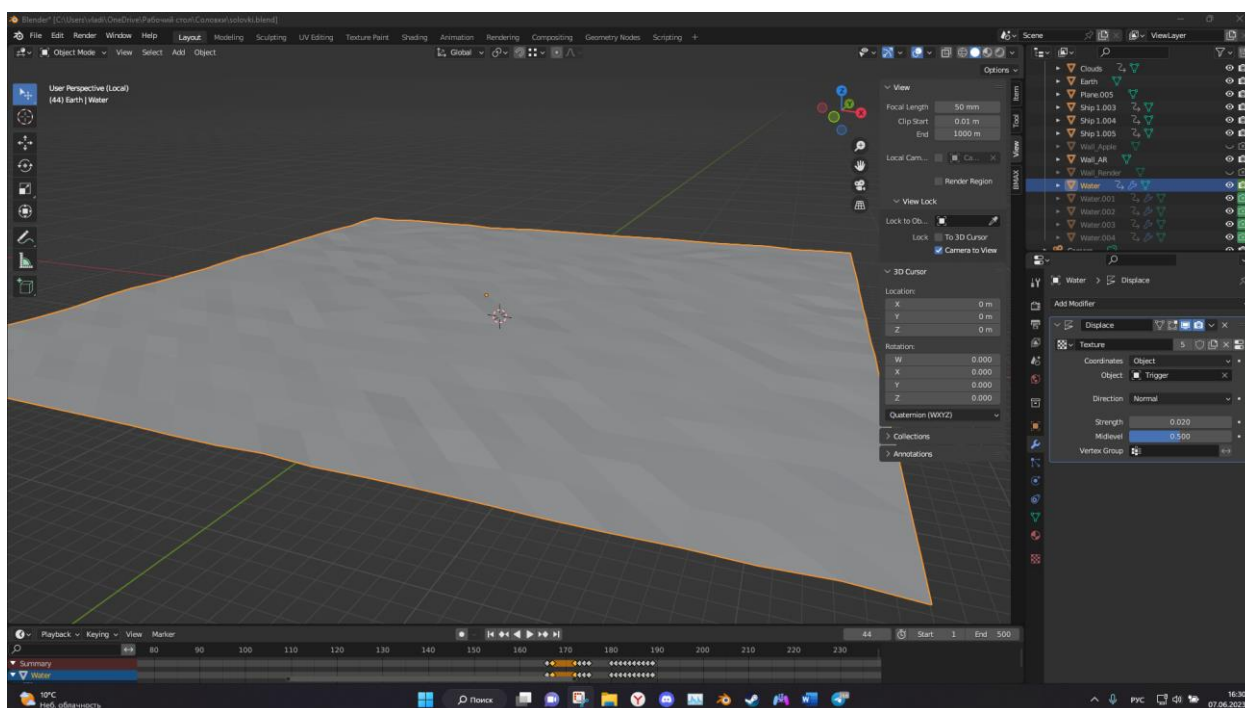 Blender* [C:\Users\vladi\OneDrive\Рабочий стол\Соловки\solovki.blend]
File Edit Render Window Help Layout Modeling Sculpting UV Editing Texture Paint Shading Animation Rendering Compositing Geometry Nodes Scripting + Scene ViewLayer
Object Mode View Select Add Object Global
Options
User Perspective (Local)
(44) Earth | Water
Z
Y
X
View
Focal Length 50 mm
Clip Start 0.01 m
End 1000 m
Local Cam... Ca...
Render Region
View Lock
Lock to Ob...
Lock To 3D Cursor
Camera to View
3D Cursor
Location:
X 0 m
Y 0 m
Z 0 m
Rotation:
W 0.000
X 0.000
Y 0.000
Z 0.000
Quaternion (WXYZ)
Collections
Annotations
Item
Tool
View
BMAX
Clouds
Earth
Plane.005
Ship 1.003
Ship 1.004
Ship 1.005
Wall_Apple
Wall_AR
Wall_Render
Water
Water.001
Water.002
Water.003
Water.004
Water > Displace
Add Modifier
Displace
Texture 5
Coordinates Object
Object Trigger
Direction Normal
Strength 0.020
Midlevel 0.500
Vertex Group
Playback Keying View Marker 44 Start 1 End 500
80 90 100 110 120 130 140 150 160 170 180 190 200 210 220 230
Summary
Water
10°C
Неб. облачность
Поиск
РУС
16:30
07.06.2023